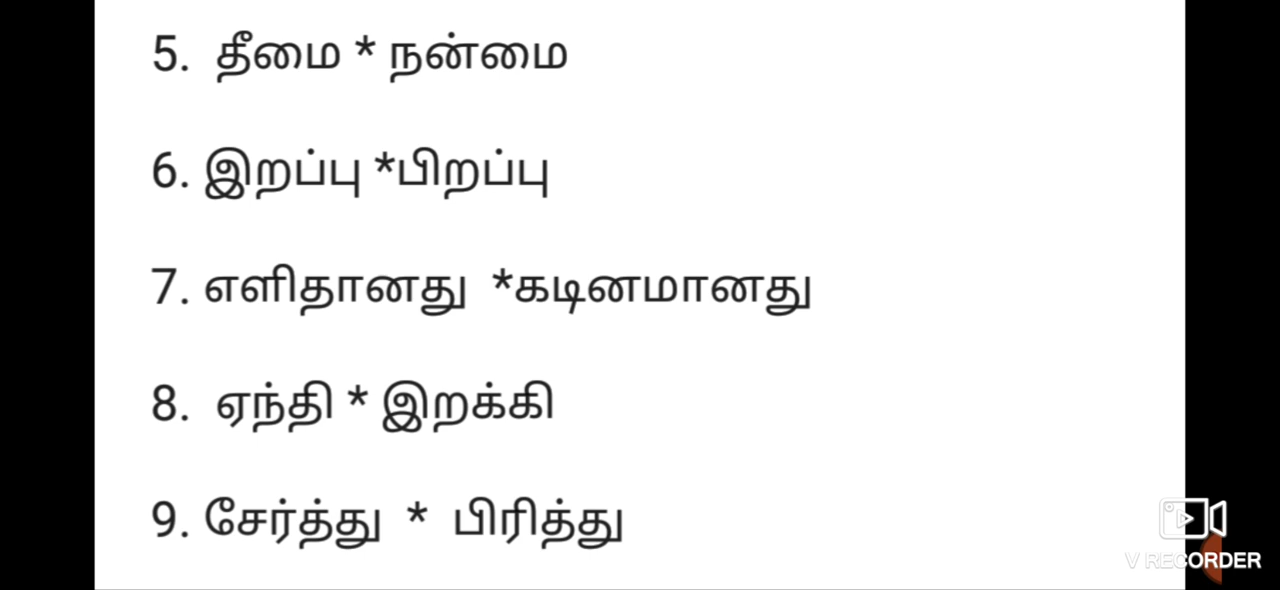 5. தீமை * நன்மை
6. இறப்பு *பிறப்பு
7. எளிதானது *கடினமானது
8. ஏந்தி * இறக்கி
9. சேர்த்து * பிரித்து
V RECORDER